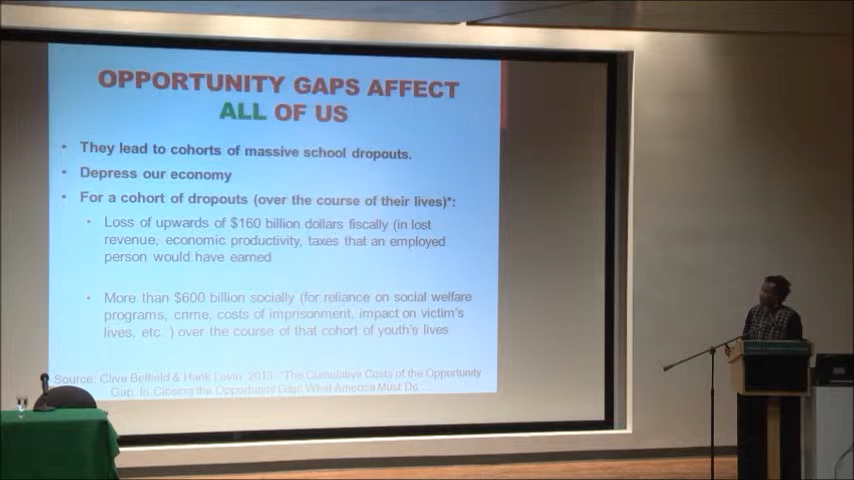 OPPORTUNITY GAPS AFFECT
ALL OF US
• They lead to cohorts of massive school dropouts.
• Depress our economy
• For a cohort of dropouts (over the course of their lives)*:
• Loss of upwards of $160 billion dollars fiscally (in lost
revenue, economic productivity, taxes that an employed
person would have earned
• More than $600 billion socially (for reliance on social welfare
programs, crime, costs of imprisonment, impact on victim's
lives, etc. ) over the course of that cohort of youth's lives
Source: Clive Belfield & Hank Levin. 2013. "The Cumulative Costs of the Opportunity
Gap. In Closing the Opportunity Gap: What America Must Do